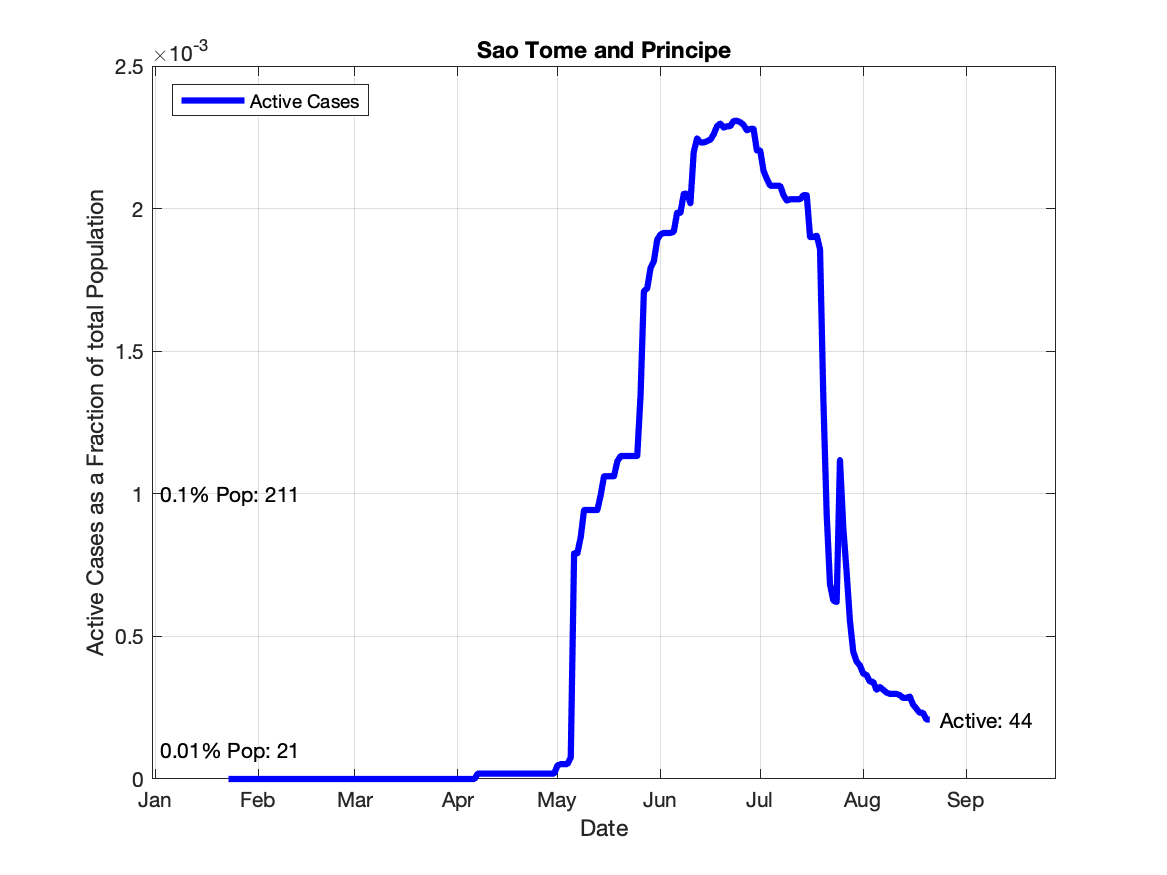 Sao Tome and Principe
×10-3
2.5
2
1.5
1
0.5
0
Active Cases
0.1% Pop: 211
0.01% Pop: 21
Active: 44
Active Cases as a Fraction of total Population
Jan Feb Mar Apr May Jun Jul Aug Sep
Date